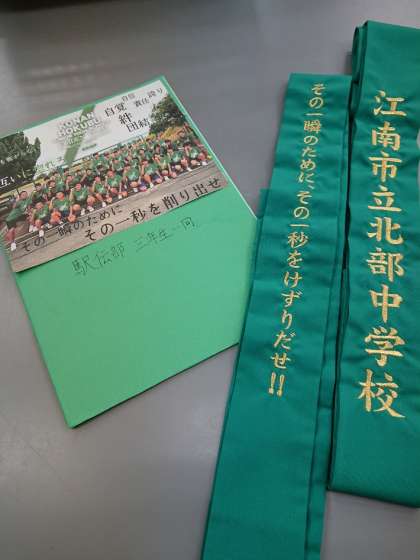 KONAN
HOKUBU
自覚
自信
責任
誇り
絆
団結
その一瞬のために
その一秒を削り出せ
駅伝部 三年生一同
その一瞬のために、その一秒をけずりだせ!!
江南市立北部中学校